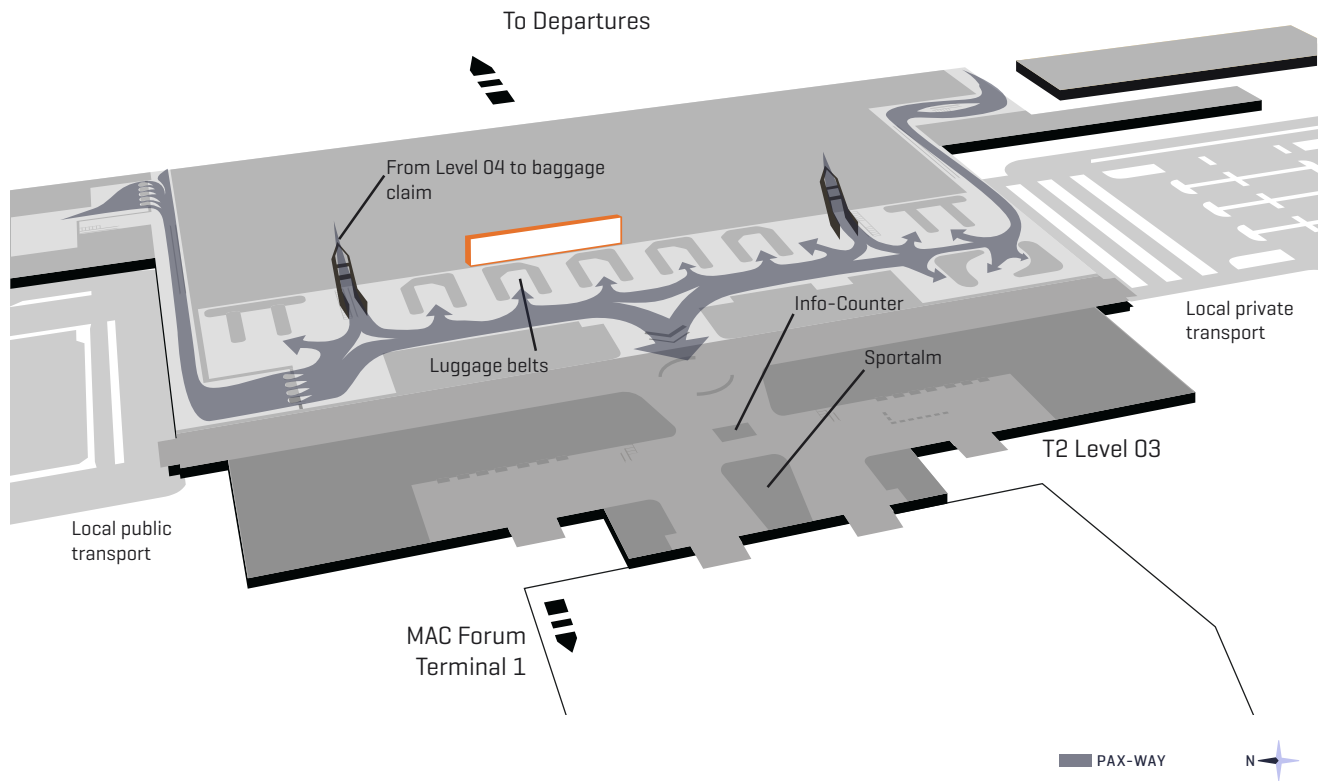 To Departures
From Level 04 to baggage
claim
Info-Counter
Local private
transport
Luggage belts
Sportalm
T2 Level 03
Local public
transport
MAC Forum
Terminal 1
PAX-WAY
N